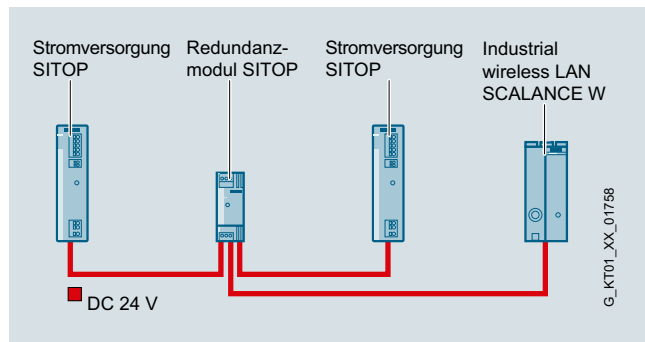 Stromversorgung
SITOP
Redundanz-
modul SITOP
Stromversorgung
SITOP
Industrial
wireless LAN
SCALANCE W
DC 24 V
G_KT01_XX_01758